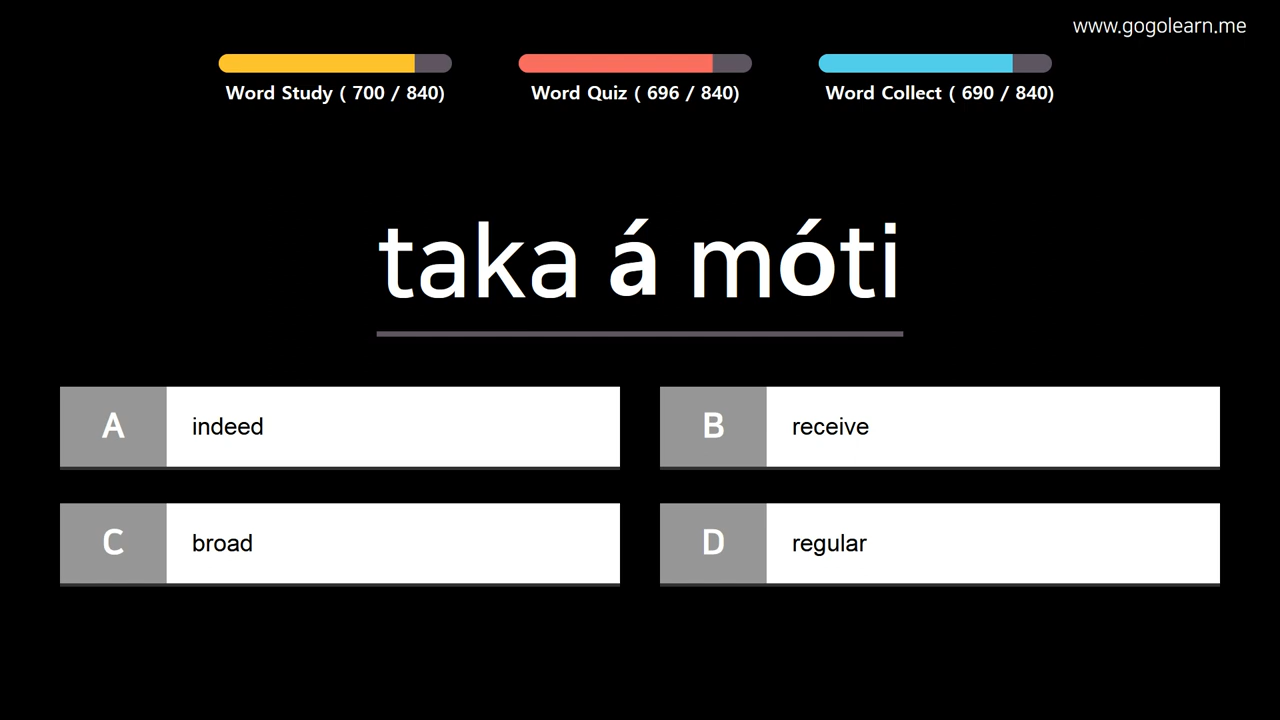 www.gogolearn.me
Word Study ( 700 / 840)
Word Quiz ( 696 / 840)
Word Collect ( 690 / 840)
taka á móti
A indeed
B receive
C broad
D regular